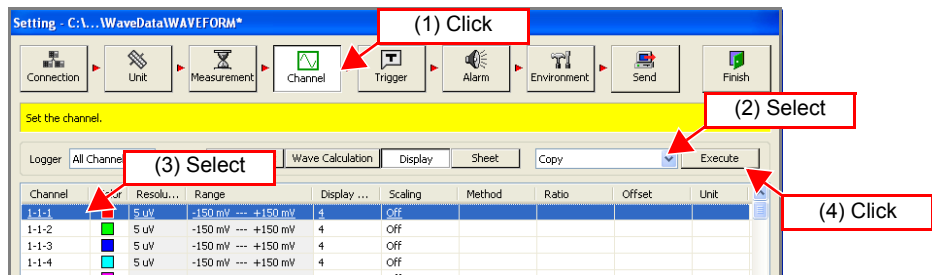 Setting - C:\...\WaveData\WAVEFORM*
(1) Click
Connection Unit Measurement Channel Trigger Alarm Environment Send Finish
(2) Select
Set the channel.
Logger All Channel Wave Calculation Display Sheet Copy Execute
(3) Select
Channel Resolu... Range Display ... Scaling Method Ratio Offset Unit
(4) Click
1-1-1 5 uV -150 mV --- +150 mV 4 Off
1-1-2 5 uV -150 mV --- +150 mV 4 Off
1-1-3 5 uV -150 mV --- +150 mV 4 Off
1-1-4 5 uV -150 mV --- +150 mV 4 Off